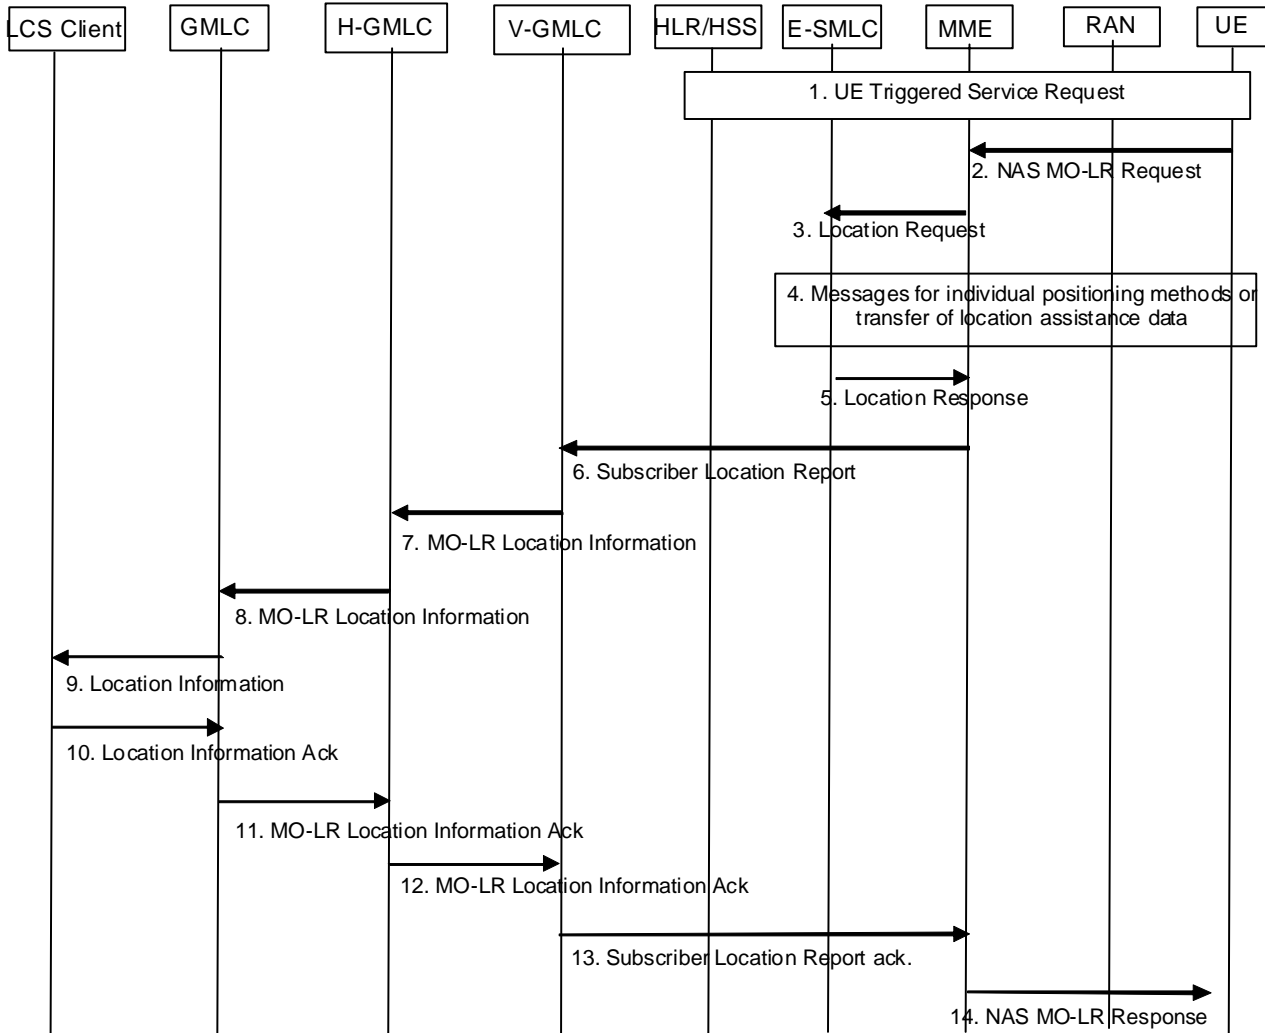 LCS Client
GMLC
H-GMLC
V-GMLC
HLR/HSS
E-SMLC
MME
RAN
UE
1. UE Triggered Service Request
2. NAS MO-LR Request
3. Location Request
4. Messages for individual positioning methods or
transfer of location assistance data
5. Location Response
6. Subscriber Location Report
7. MO-LR Location Information
8. MO-LR Location Information
9. Location Information
10. Location Information Ack
11. MO-LR Location Information Ack
12. MO-LR Location Information Ack
13. Subscriber Location Report ack.
14. NAS MO-LR Response